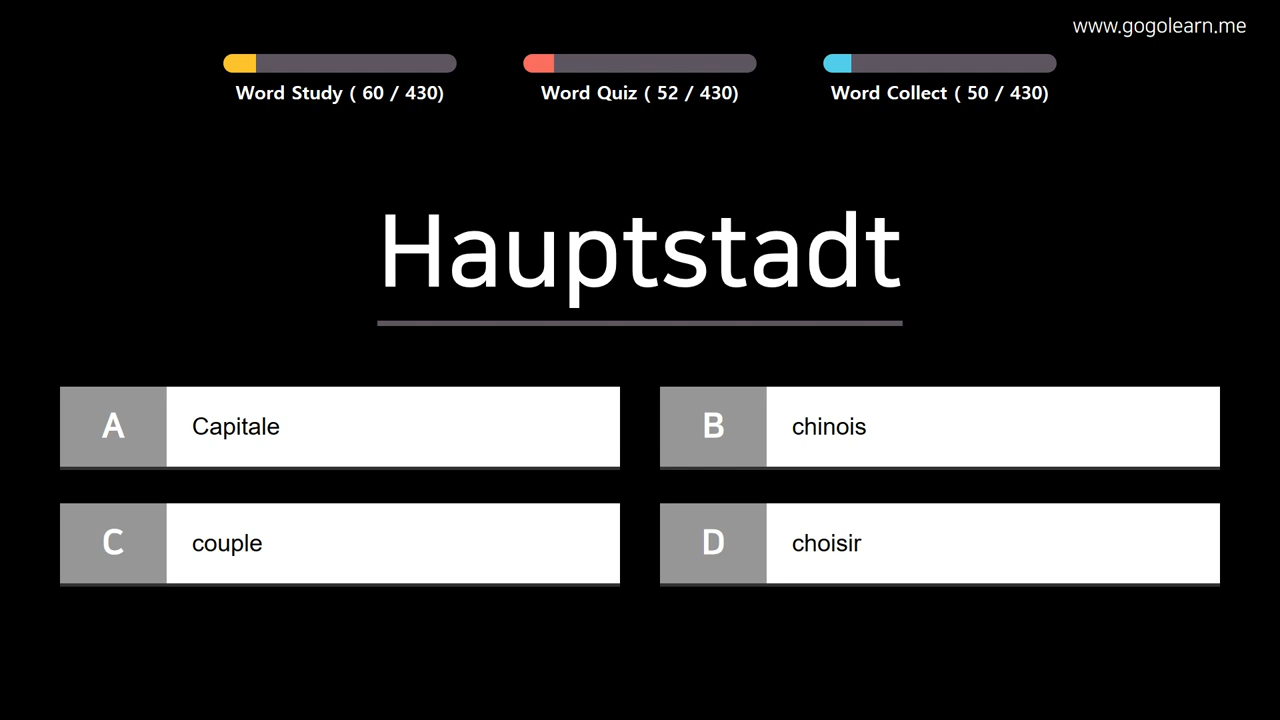 www.gogolearn.me
Word Study ( 60 / 430)
Word Quiz ( 52 / 430)
Word Collect ( 50 / 430)
Hauptstadt
A Capitale
B chinois
C couple
D choisir